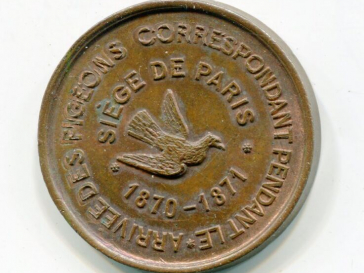 ARRIVÉE DES PIGEONS CORRESPONDANT PENDANT LE
SIÈGE DE PARIS
1870-1871